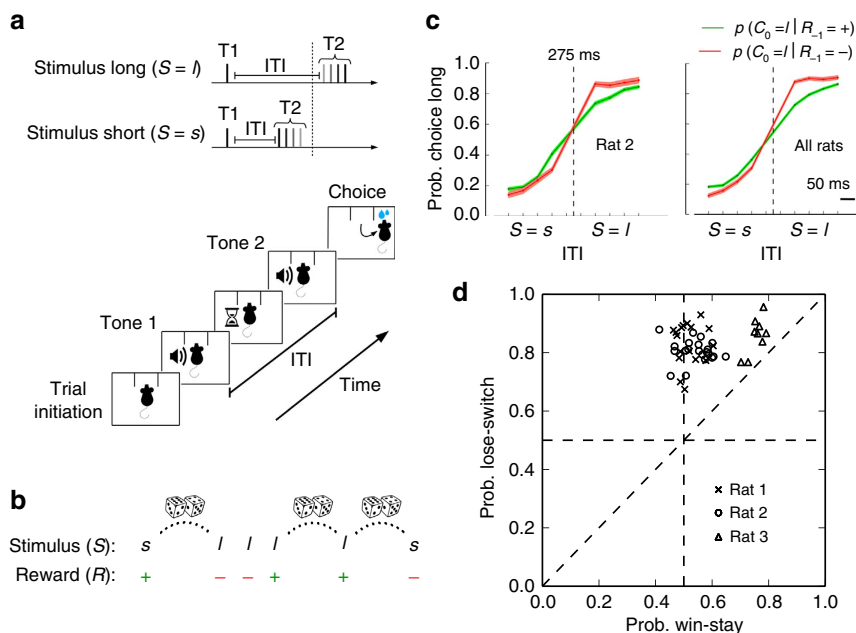 a
T1
T2
ITI
Stimulus long (S = l)
T1
T2
ITI
Stimulus short (S = s)
Choice
Tone 2
Tone 1
Trial initiation
ITI
Time
b
Stimulus (S): s l l l l s
Reward (R): + – – + + –
c
p (C0 = l | R–1 = +)
p (C0 = l | R–1 = –)
275 ms
Prob. choice long
1.0
0.8
0.6
0.4
0.2
0.0
Rat 2
All rats
50 ms
S = s S = l
ITI
S = s S = l
ITI
d
Prob. lose-switch
1.0
0.8
0.6
0.4
0.2
0.0
Rat 1
Rat 2
Rat 3
0.0 0.2 0.4 0.6 0.8 1.0
Prob. win-stay